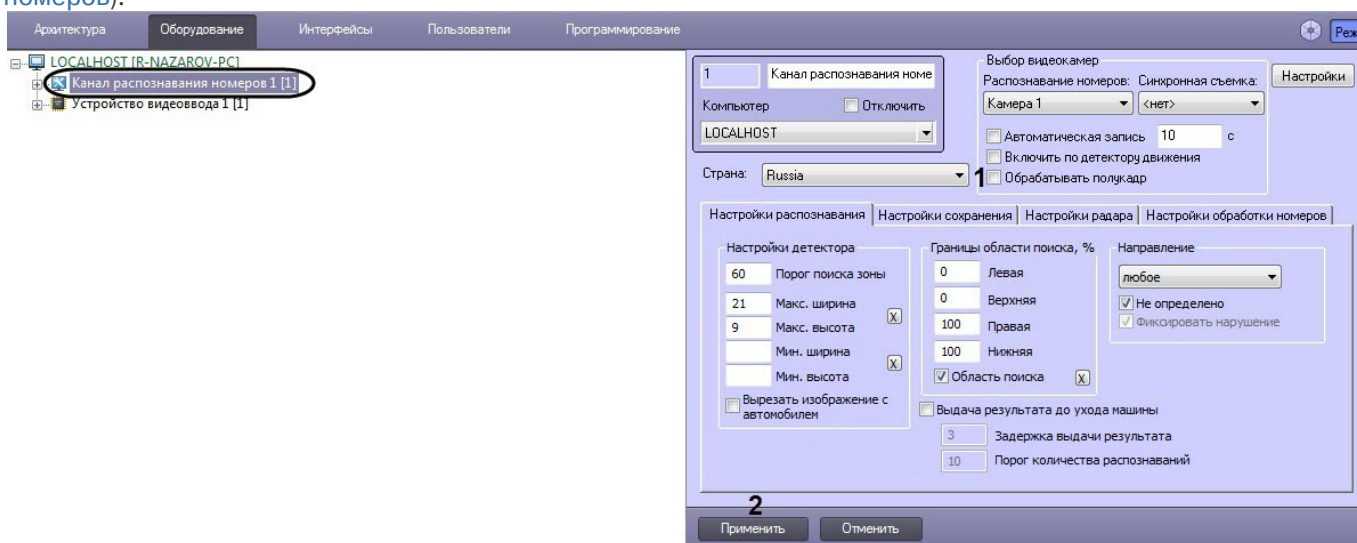 номеров).
Архитектура Оборудование Интерфейсы Пользователи Программирование Реж
LOCALHOST [R-NAZAROV-PC]
Канал распознавания номеров 1 [1]
Устройство видеоввода 1 [1]
1 Канал распознавания номе
Компьютер Отключить
LOCALHOST
Страна: Russia
Выбор видеокамер
Распознавание номеров: Синхронная съемка:
Камера 1 <нет>
Настройки
Автоматическая запись 10 с
Включить по детектору движения
1 Обрабатывать полукадр
Настройки распознавания Настройки сохранения Настройки радара Настройки обработки номеров
Настройки детектора
60 Порог поиска зоны
21 Макс. ширина
9 Макс. высота
X
Мин. ширина
Мин. высота
X
Вырезать изображение с
автомобилем
Границы области поиска, %
0 Левая
0 Верхняя
100 Правая
100 Нижняя
Область поиска X
Направление
любое
Не определено
Фиксировать нарушение
Выдача результата до ухода машины
3 Задержка выдачи результата
10 Порог количества распознаваний
2
Применить Отменить